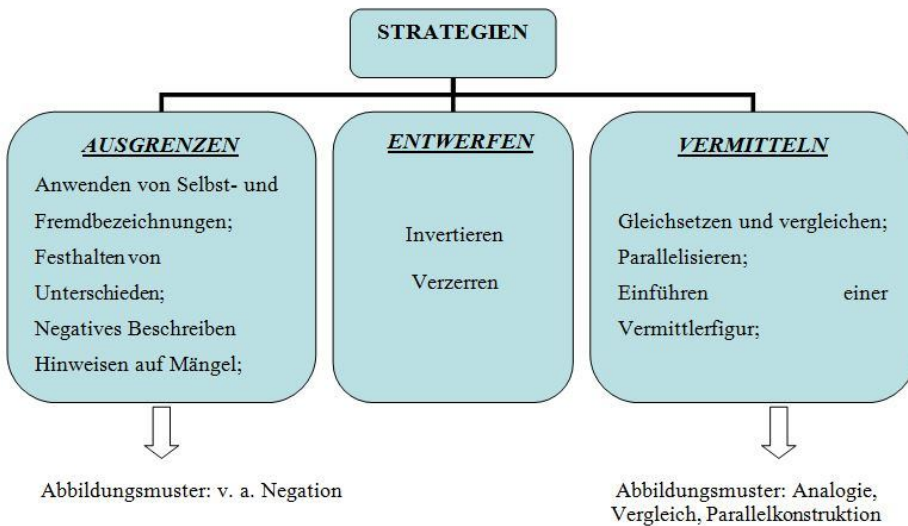 STRATEGIEN
AUSGRENZEN
Anwenden von Selbst- und
Fremdbezeichnungen;
Festhalten von
Unterschieden;
Negatives Beschreiben
Hinweisen auf Mängel;
ENTWERFEN
Invertieren
Verzerren
VERMITTELN
Gleichsetzen und vergleichen;
Parallelisieren;
Einführen einer
Vermittlerfigur;
Abbildungsmuster: v. a. Negation
Abbildungsmuster: Analogie,
Vergleich, Parallelkonstruktion